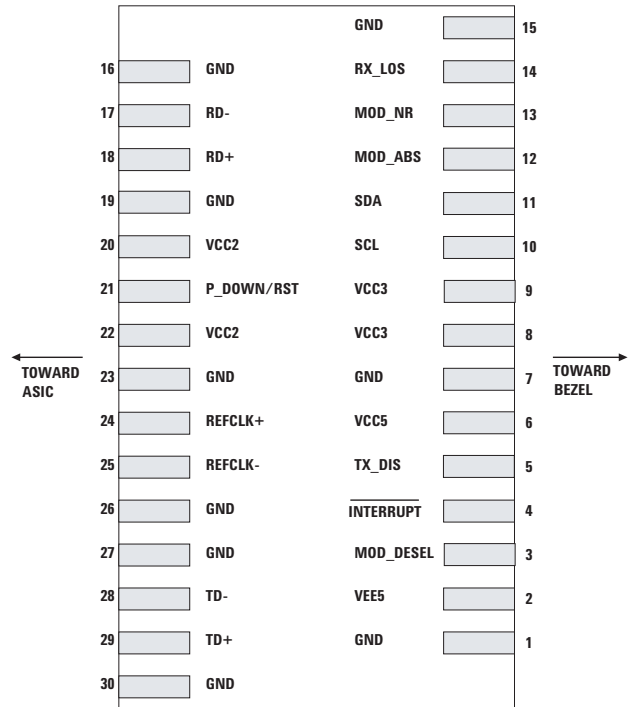 GND 15
16 GND RX_LOS 14
17 RD- MOD_NR 13
18 RD+ MOD_ABS 12
19 GND SDA 11
20 VCC2 SCL 10
21 P_DOWN/RST VCC3 9
22 VCC2 VCC3 8
TOWARD ASIC
23 GND GND 7
TOWARD BEZEL
24 REFCLK+ VCC5 6
25 REFCLK- TX_DIS 5
26 GND INTERRUPT 4
27 GND MOD_DESEL 3
28 TD- VEE5 2
29 TD+ GND 1
30 GND